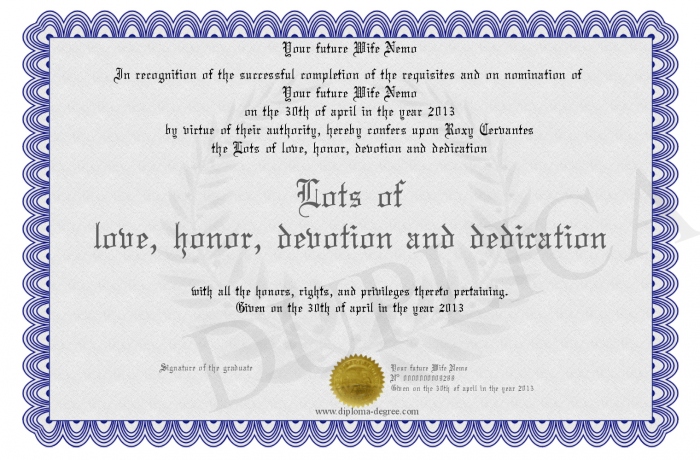 Your future Wife Nemo
In recognition of the successful completion of the requisites and on nomination of
Your future Wife Nemo
on the 30th of april in the year 2013
by virtue of their authority, hereby confers upon Roxy Cervantes
the Lots of love, honor, devotion and dedication
Lots of
love, honor, devotion and dedication
with all the honors, rights, and privileges thereto pertaining.
Given on the 30th of april in the year 2013
DUPLICA
Signature of the graduate
Your future Wife Nemo
Given on the 30th of april in the year 2013
www.diploma-degree.com